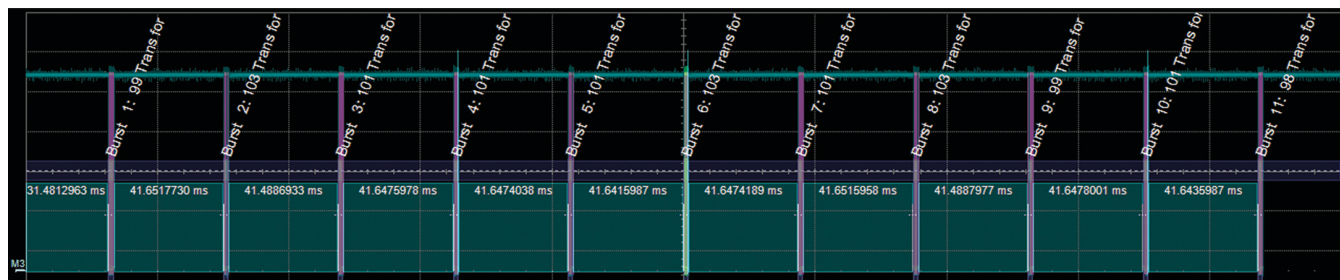 Burst 1: 99 Trans for
Burst 2: 103 Trans for
Burst 3: 101 Trans for
Burst 4: 101 Trans for
Burst 5: 101 Trans for
Burst 6: 103 Trans for
Burst 7: 101 Trans for
Burst 8: 103 Trans for
Burst 9: 99 Trans for
Burst 10: 101 Trans for
Burst 11: 98 Trans for
31.4812963 ms
41.6517730 ms
41.4886933 ms
41.6475978 ms
41.6474038 ms
41.6415987 ms
41.6474189 ms
41.6515958 ms
41.4887977 ms
41.6478001 ms
41.6435987 ms
M3